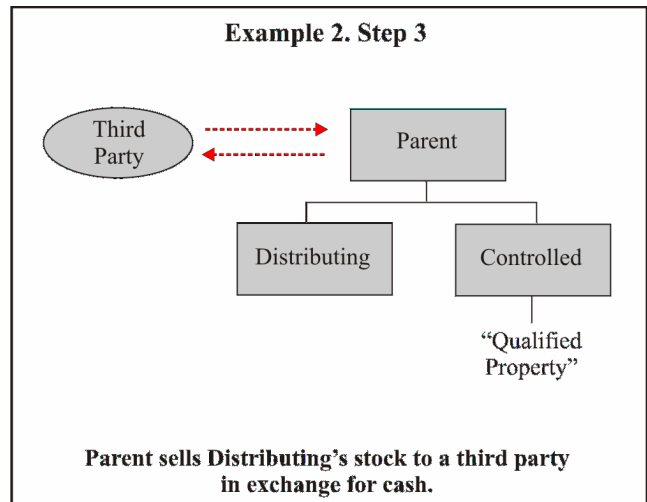 Example 2. Step 3
Third
Party
Parent
Distributing
Controlled
“Qualified
Property”
Parent sells Distributing’s stock to a third party
in exchange for cash.